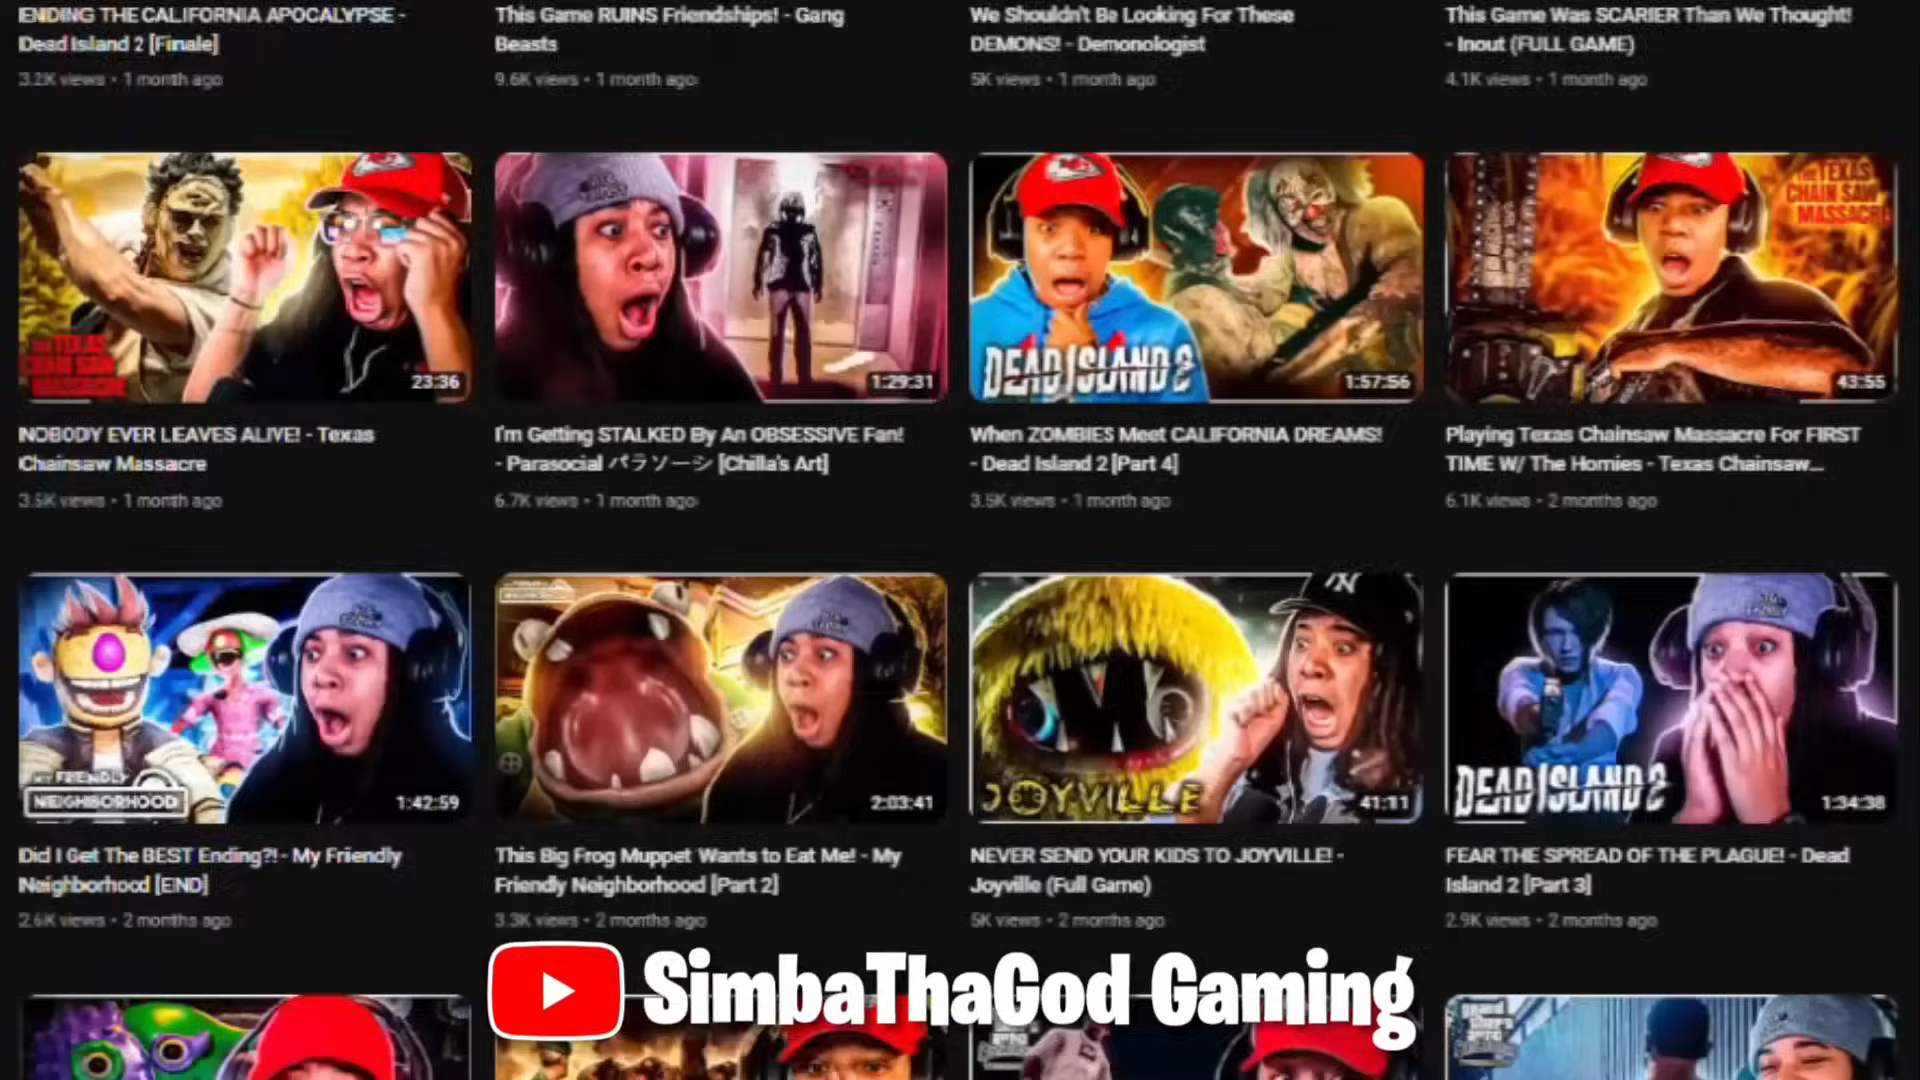 ENDING THE CALIFORNIA APOCALYPSE -
Dead Island 2 [Finale]
3.2K views • 1 month ago
This Game RUINS Friendships! - Gang
Beasts
9.6K views • 1 month ago
We Shouldn't Be Looking For These
DEMONS! - Demonologist
5K views • 1 month ago
This Game Was SCARIER Than We Thought!
- Inout (FULL GAME)
4.1K views • 1 month ago
THE TEXAS
CHAIN SAW
MASSACRE
23:36
1:29:31
DEAD ISLAND 2
1:57:56
THE TEXAS
CHAIN SAW
MASSACRE
43:55
NOBODY EVER LEAVES ALIVE! - Texas
Chainsaw Massacre
3.5K views • 1 month ago
I'm Getting STALKED By An OBSESSIVE Fan!
- Parasocial パラソーシ [Chilla's Art]
6.7K views • 1 month ago
When ZOMBIES Meet CALIFORNIA DREAMS!
- Dead Island 2 [Part 4]
3.5K views • 1 month ago
Playing Texas Chainsaw Massacre For FIRST
TIME W/ The Homies - Texas Chainsaw...
6.1K views • 2 months ago
MY FRIENDLY
NEIGHBORHOOD
1:42:59
2:03:41
JOYVILLE
41:11
DEAD ISLAND 2
1:34:38
Did I Get The BEST Ending?! - My Friendly
Neighborhood [END]
2.6K views • 2 months ago
This Big Frog Muppet Wants to Eat Me! - My
Friendly Neighborhood [Part 2]
3.3K views • 2 months ago
NEVER SEND YOUR KIDS TO JOYVILLE! -
Joyville (Full Game)
5K views • 2 months ago
FEAR THE SPREAD OF THE PLAGUE! - Dead
Island 2 [Part 3]
2.9K views • 2 months ago
SimbaThaGod Gaming